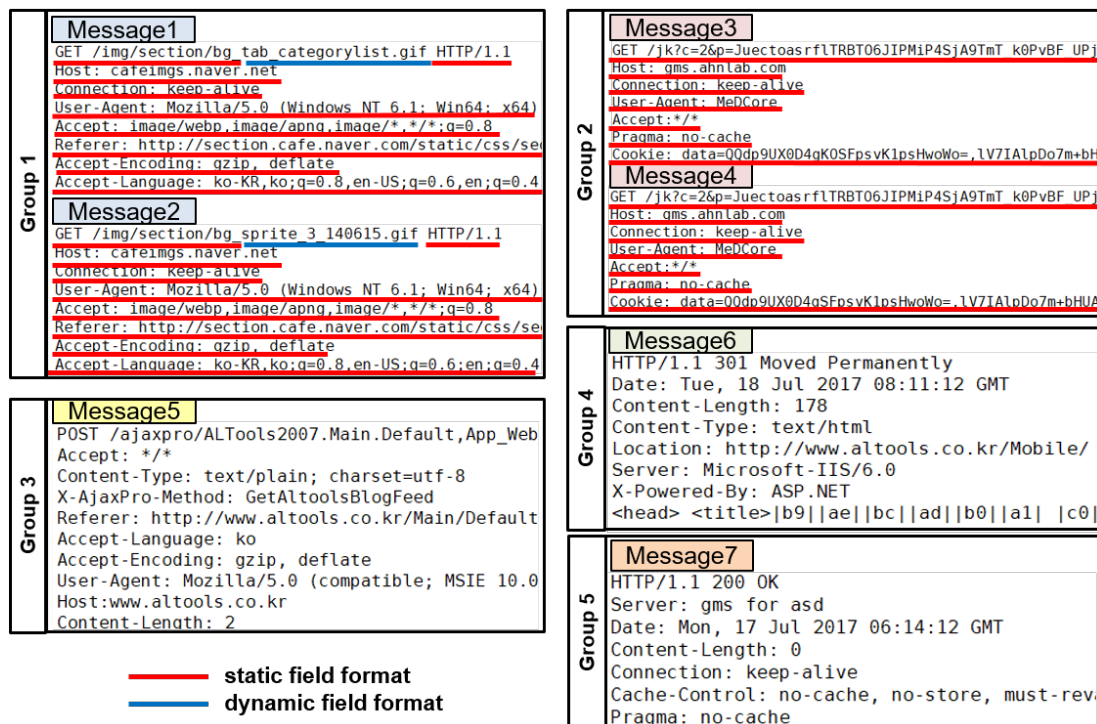 Group 1
Message1
GET /img/section/bg_tab_categorylist.gif HTTP/1.1
Host: cafeimgs.naver.net
Connection: keep-alive
User-Agent: Mozilla/5.0 (Windows NT 6.1; Win64; x64)
Accept: image/webp,image/apng,image/*,*/*;q=0.8
Referer: http://section.cafe.naver.com/static/css/sec
Accept-Encoding: gzip, deflate
Accept-Language: ko-KR,ko;q=0.8,en-US;q=0.6,en;q=0.4
Message2
GET /img/section/bg_sprite_3_140615.gif HTTP/1.1
Host: cafeimgs.naver.net
Connection: keep-alive
User-Agent: Mozilla/5.0 (Windows NT 6.1; Win64; x64)
Accept: image/webp,image/apng,image/*,*/*;q=0.8
Referer: http://section.cafe.naver.com/static/css/sec
Accept-Encoding: gzip, deflate
Accept-Language: ko-KR,ko;q=0.8,en-US;q=0.6;en;q=0.4
Group 2
Message3
GET /jk?c=2&p=JuectoasrflTRBTO6JIPMiP4SjA9TmT_k0PvBF_UPj
Host: gms.ahnlab.com
Connection: keep-alive
User-Agent: MeDCore
Accept:*/*
Pragma: no-cache
Cookie: data=QQdp9UX0D4gKOSFpsvK1psHwoWo=,lV7IAlpDo7m+bH
Message4
GET /jk?c=2&p=JuectoasrflTRBTO6JIPMiP4SjA9TmT_k0PvBF_UPj
Host: gms.ahnlab.com
Connection: keep-alive
User-Agent: MeDCore
Accept:*/*
Pragma: no-cache
Cookie: data=QQdp9UX0D4gSFpsvK1psHwoWo=,lV7IAlpDo7m+bHUA
Group 3
Message5
POST /ajaxpro/ALTools2007.Main.Default,App_Web
Accept: */*
Content-Type: text/plain; charset=utf-8
X-AjaxPro-Method: GetAltoolsBlogFeed
Referer: http://www.altools.co.kr/Main/Default
Accept-Language: ko
Accept-Encoding: gzip, deflate
User-Agent: Mozilla/5.0 (compatible; MSIE 10.0
Host:www.altools.co.kr
Content-Length: 2
Group 4
Message6
HTTP/1.1 301 Moved Permanently
Date: Tue, 18 Jul 2017 08:11:12 GMT
Content-Length: 178
Content-Type: text/html
Location: http://www.altools.co.kr/Mobile/
Server: Microsoft-IIS/6.0
X-Powered-By: ASP.NET
<head> <title>|b9||ae||bc||ad||b0||a1| |c0|
Group 5
Message7
HTTP/1.1 200 OK
Server: gms for asd
Date: Mon, 17 Jul 2017 06:14:12 GMT
Content-Length: 0
Connection: keep-alive
Cache-Control: no-cache, no-store, must-reva
Pragma: no-cache
static field format
dynamic field format